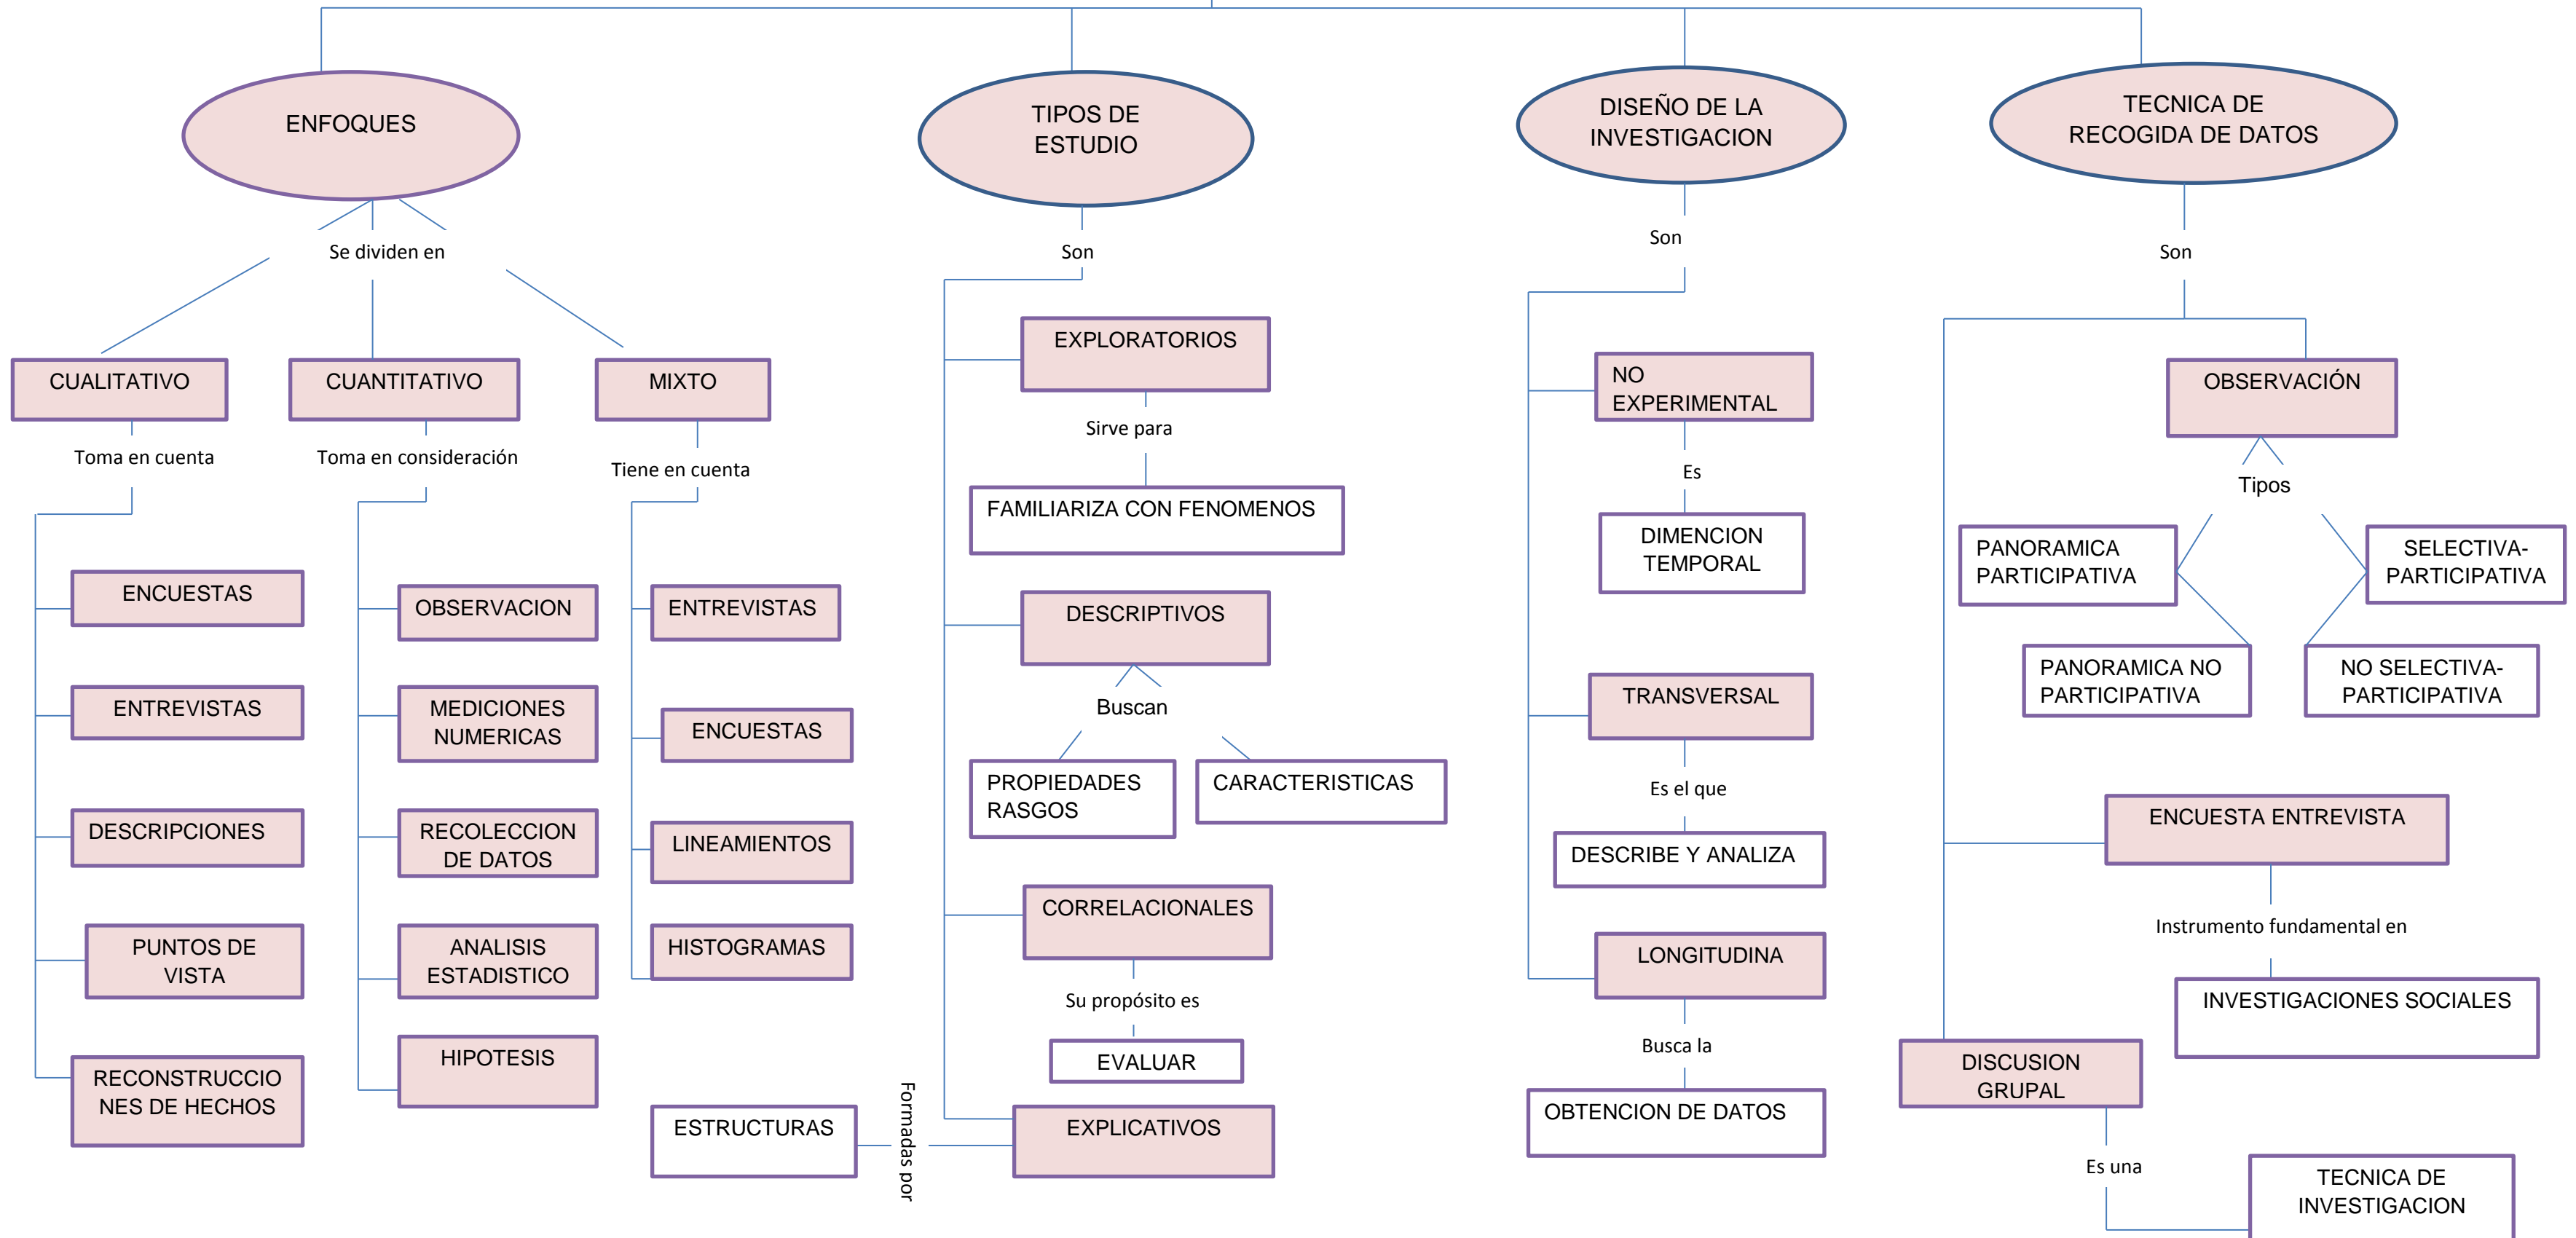 ENFOQUES
TIPOS DE
ESTUDIO
DISEÑO DE LA
INVESTIGACION
TECNICA DE
RECOGIDA DE DATOS
Se dividen en
CUALITATIVO
Toma en cuenta
ENCUESTAS
ENTREVISTAS
DESCRIPCIONES
PUNTOS DE
VISTA
RECONSTRUCCIO
NES DE HECHOS
CUANTITATIVO
Toma en consideración
OBSERVACION
MEDICIONES
NUMERICAS
RECOLECCION
DE DATOS
ANALISIS
ESTADISTICO
HIPOTESIS
MIXTO
Tiene en cuenta
ENTREVISTAS
ENCUESTAS
LINEAMIENTOS
HISTOGRAMAS
Son
EXPLORATORIOS
Sirve para
FAMILIARIZA CON FENOMENOS
DESCRIPTIVOS
Buscan
PROPIEDADES
RASGOS
CARACTERISTICAS
CORRELACIONALES
Su propósito es
EVALUAR
EXPLICATIVOS
Formadas por
ESTRUCTURAS
Son
NO
EXPERIMENTAL
Es
DIMENCION
TEMPORAL
TRANSVERSAL
Es el que
DESCRIBE Y ANALIZA
LONGITUDINA
Busca la
OBTENCION DE DATOS
Son
OBSERVACIÓN
Tipos
PANORAMICA
PARTICIPATIVA
SELECTIVA-
PARTICIPATIVA
PANORAMICA NO
PARTICIPATIVA
NO SELECTIVA-
PARTICIPATIVA
ENCUESTA ENTREVISTA
Instrumento fundamental en
INVESTIGACIONES SOCIALES
DISCUSION
GRUPAL
Es una
TECNICA DE
INVESTIGACION